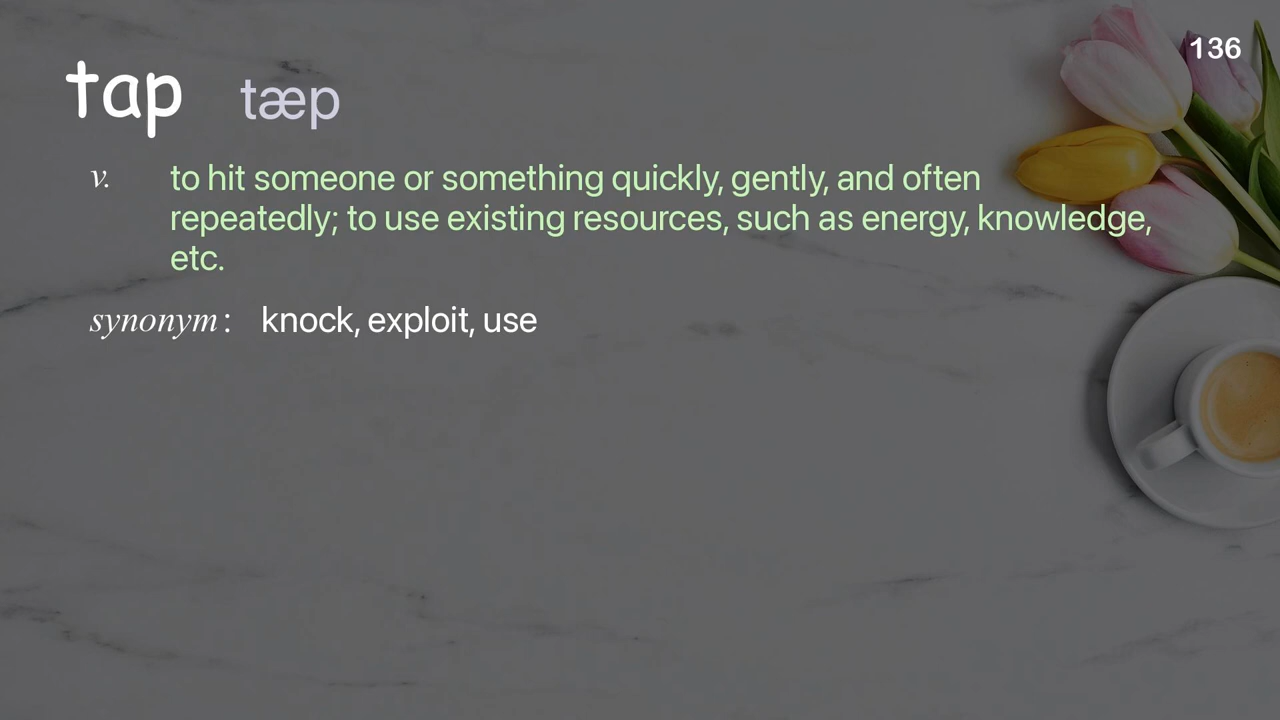 136
tap tæp
v. to hit someone or something quickly, gently, and often
repeatedly; to use existing resources, such as energy, knowledge,
etc.
synonym: knock, exploit, use